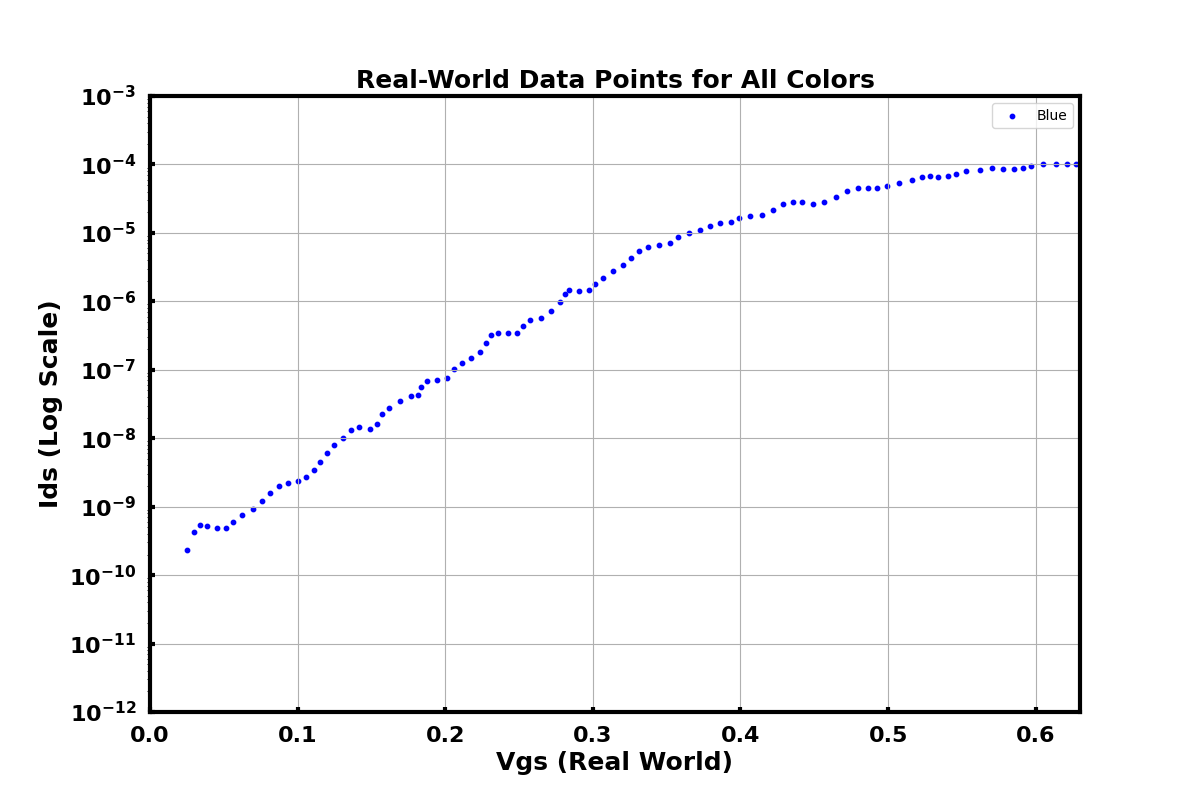 Real-World Data Points for All Colors
Blue
10⁻³
10⁻⁴
10⁻⁵
10⁻⁶
10⁻⁷
10⁻⁸
10⁻⁹
10⁻¹⁰
10⁻¹¹
10⁻¹²
Ids (Log Scale)
0.0 0.1 0.2 0.3 0.4 0.5 0.6
Vgs (Real World)